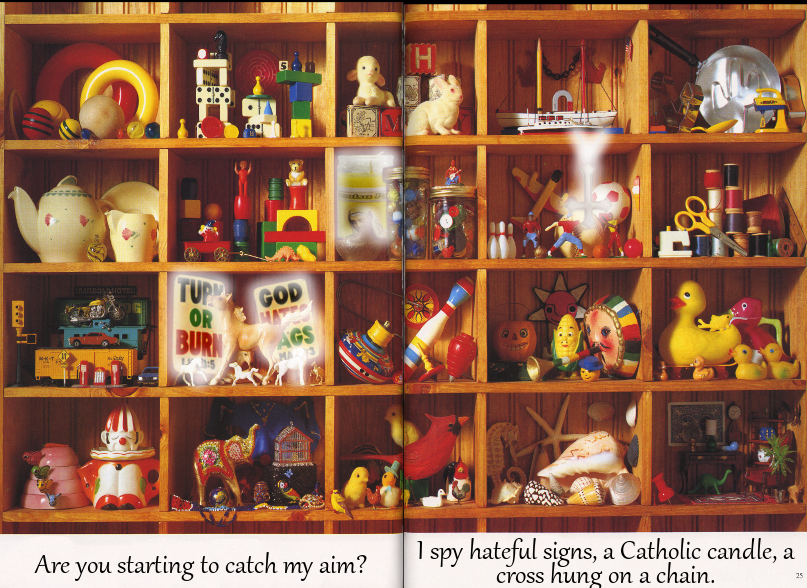 H
TURN
OR
BURN
GOD
HATES
AGS
Are you starting to catch my aim?
I spy hateful signs, a Catholic candle, a
cross hung on a chain.
25